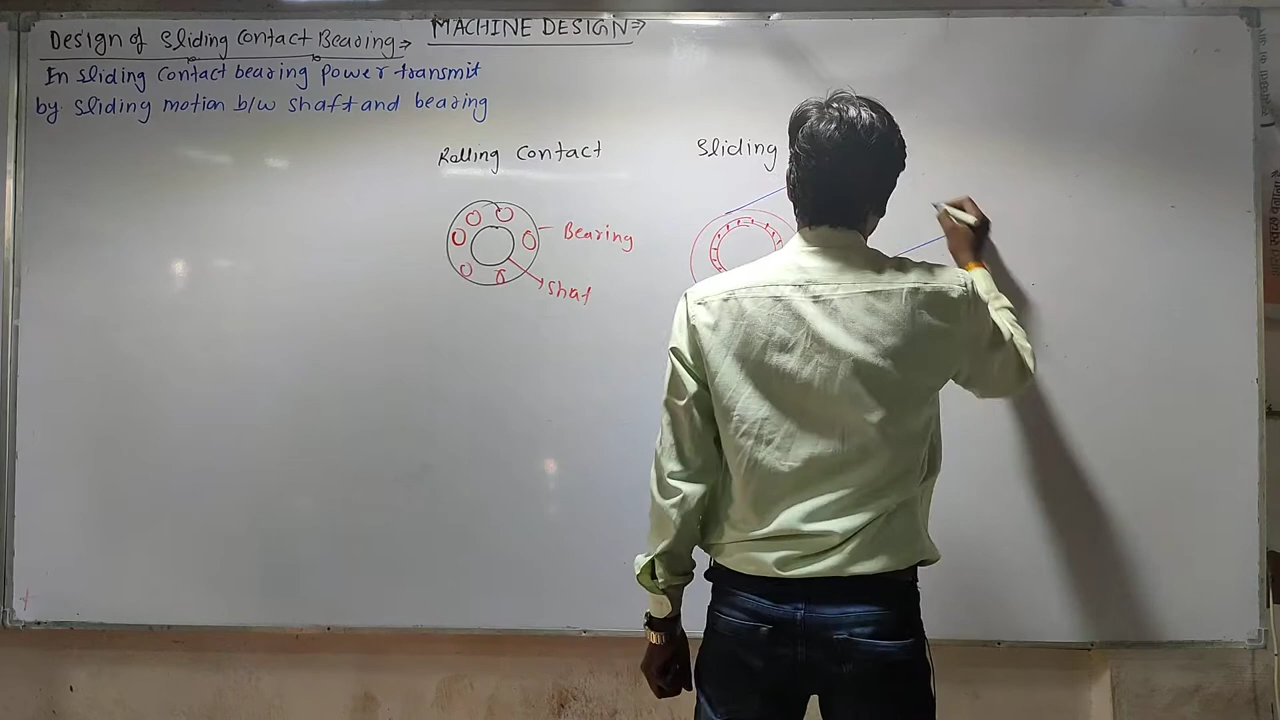 MACHINE DESIGN⇒
Design of Sliding Contact Bearing⇒
In sliding contact bearing power transmit
by sliding motion b/w shaft and bearing
Rolling Contact
Sliding
Bearing
Shaf